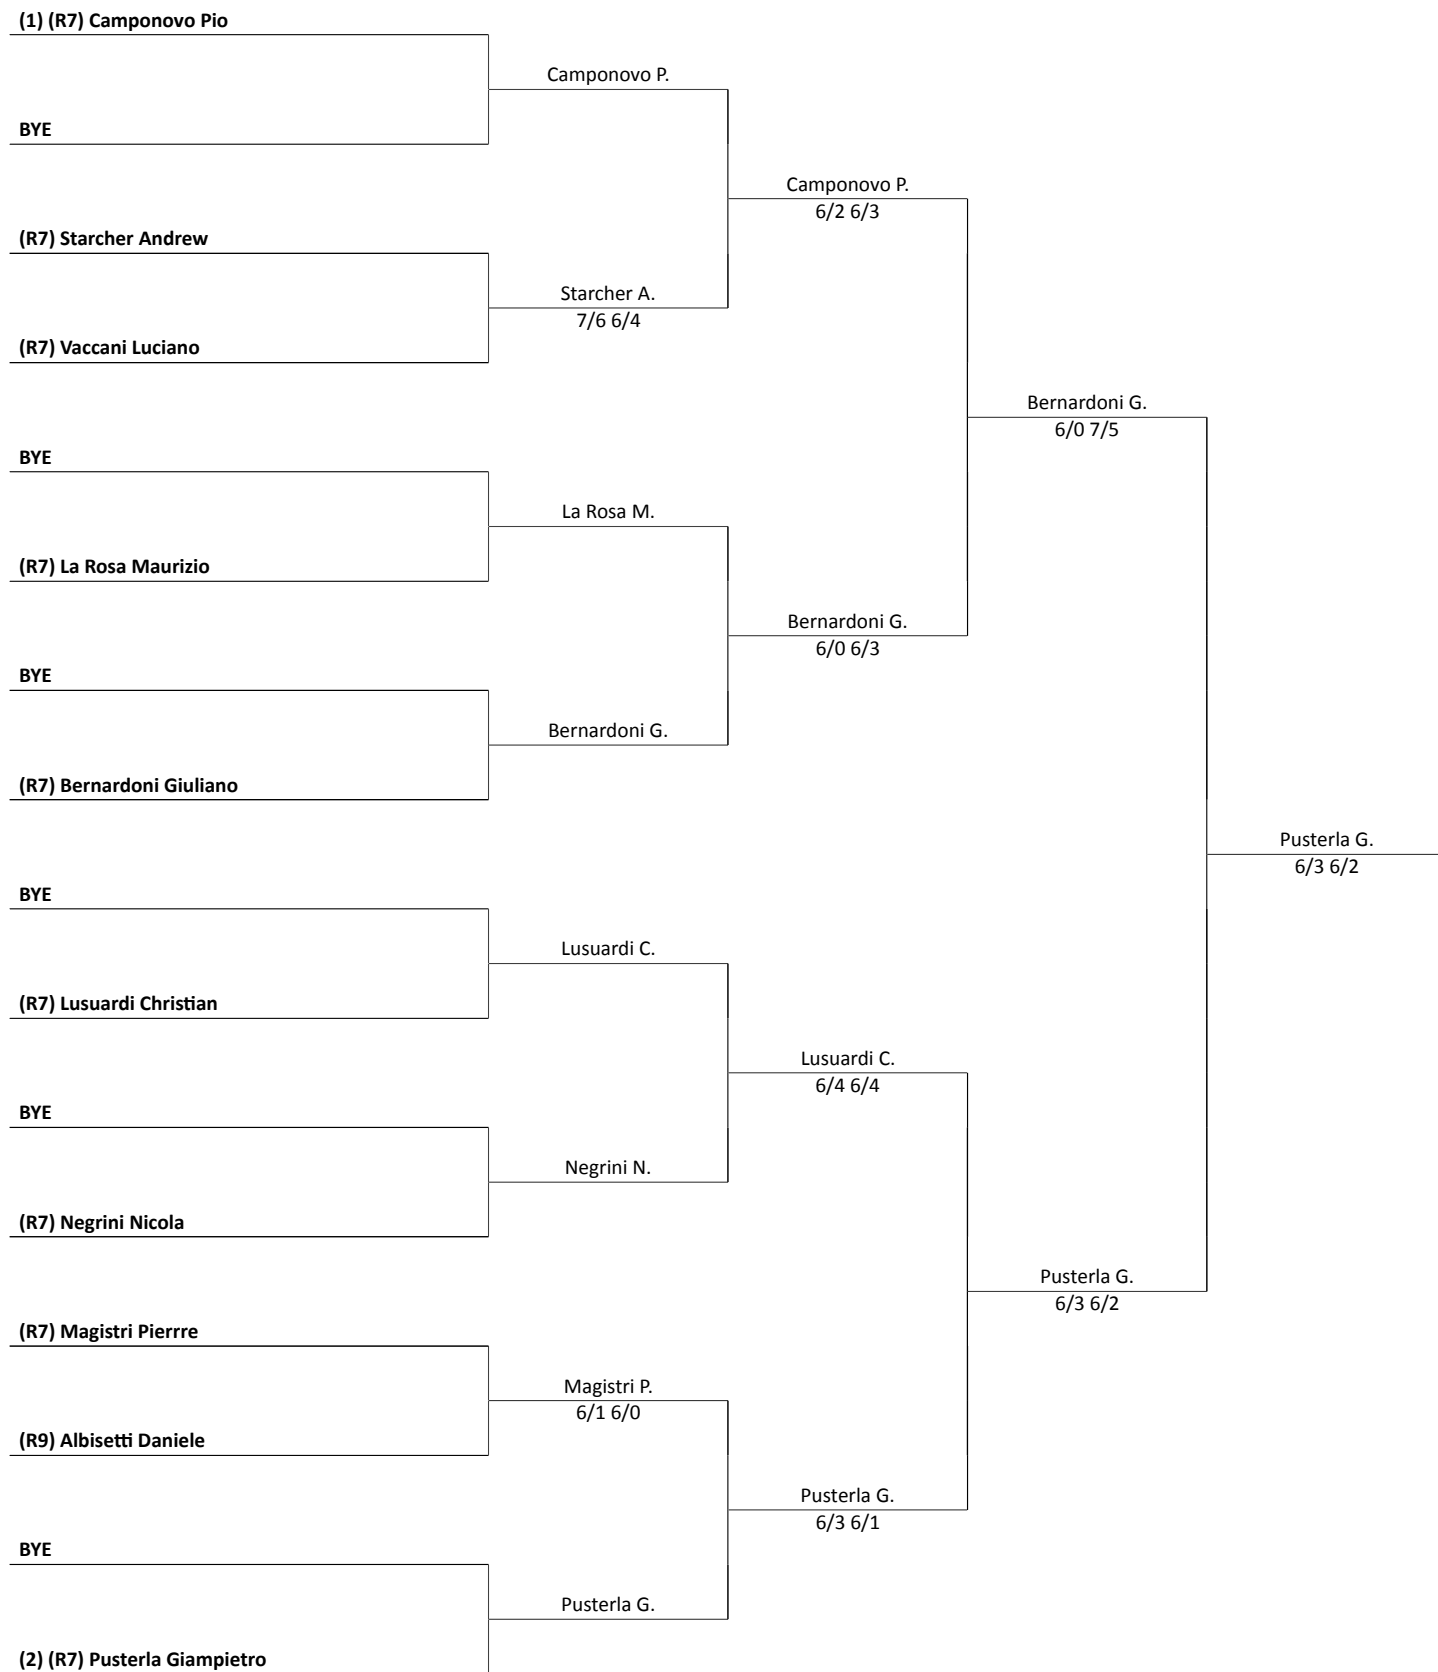 (1) (R7) Camponovo Pio
Camponovo P.
BYE
Camponovo P.
6/2 6/3
(R7) Starcher Andrew
Starcher A.
7/6 6/4
(R7) Vaccani Luciano
Bernardoni G.
6/0 7/5
BYE
La Rosa M.
(R7) La Rosa Maurizio
Bernardoni G.
6/0 6/3
BYE
Bernardoni G.
(R7) Bernardoni Giuliano
Pusterla G.
6/3 6/2
BYE
Lusuardi C.
(R7) Lusuardi Christian
Lusuardi C.
6/4 6/4
BYE
Negrini N.
(R7) Negrini Nicola
Pusterla G.
6/3 6/2
(R7) Magistri Pierrre
Magistri P.
6/1 6/0
(R9) Albisetti Daniele
Pusterla G.
6/3 6/1
BYE
Pusterla G.
(2) (R7) Pusterla Giampietro